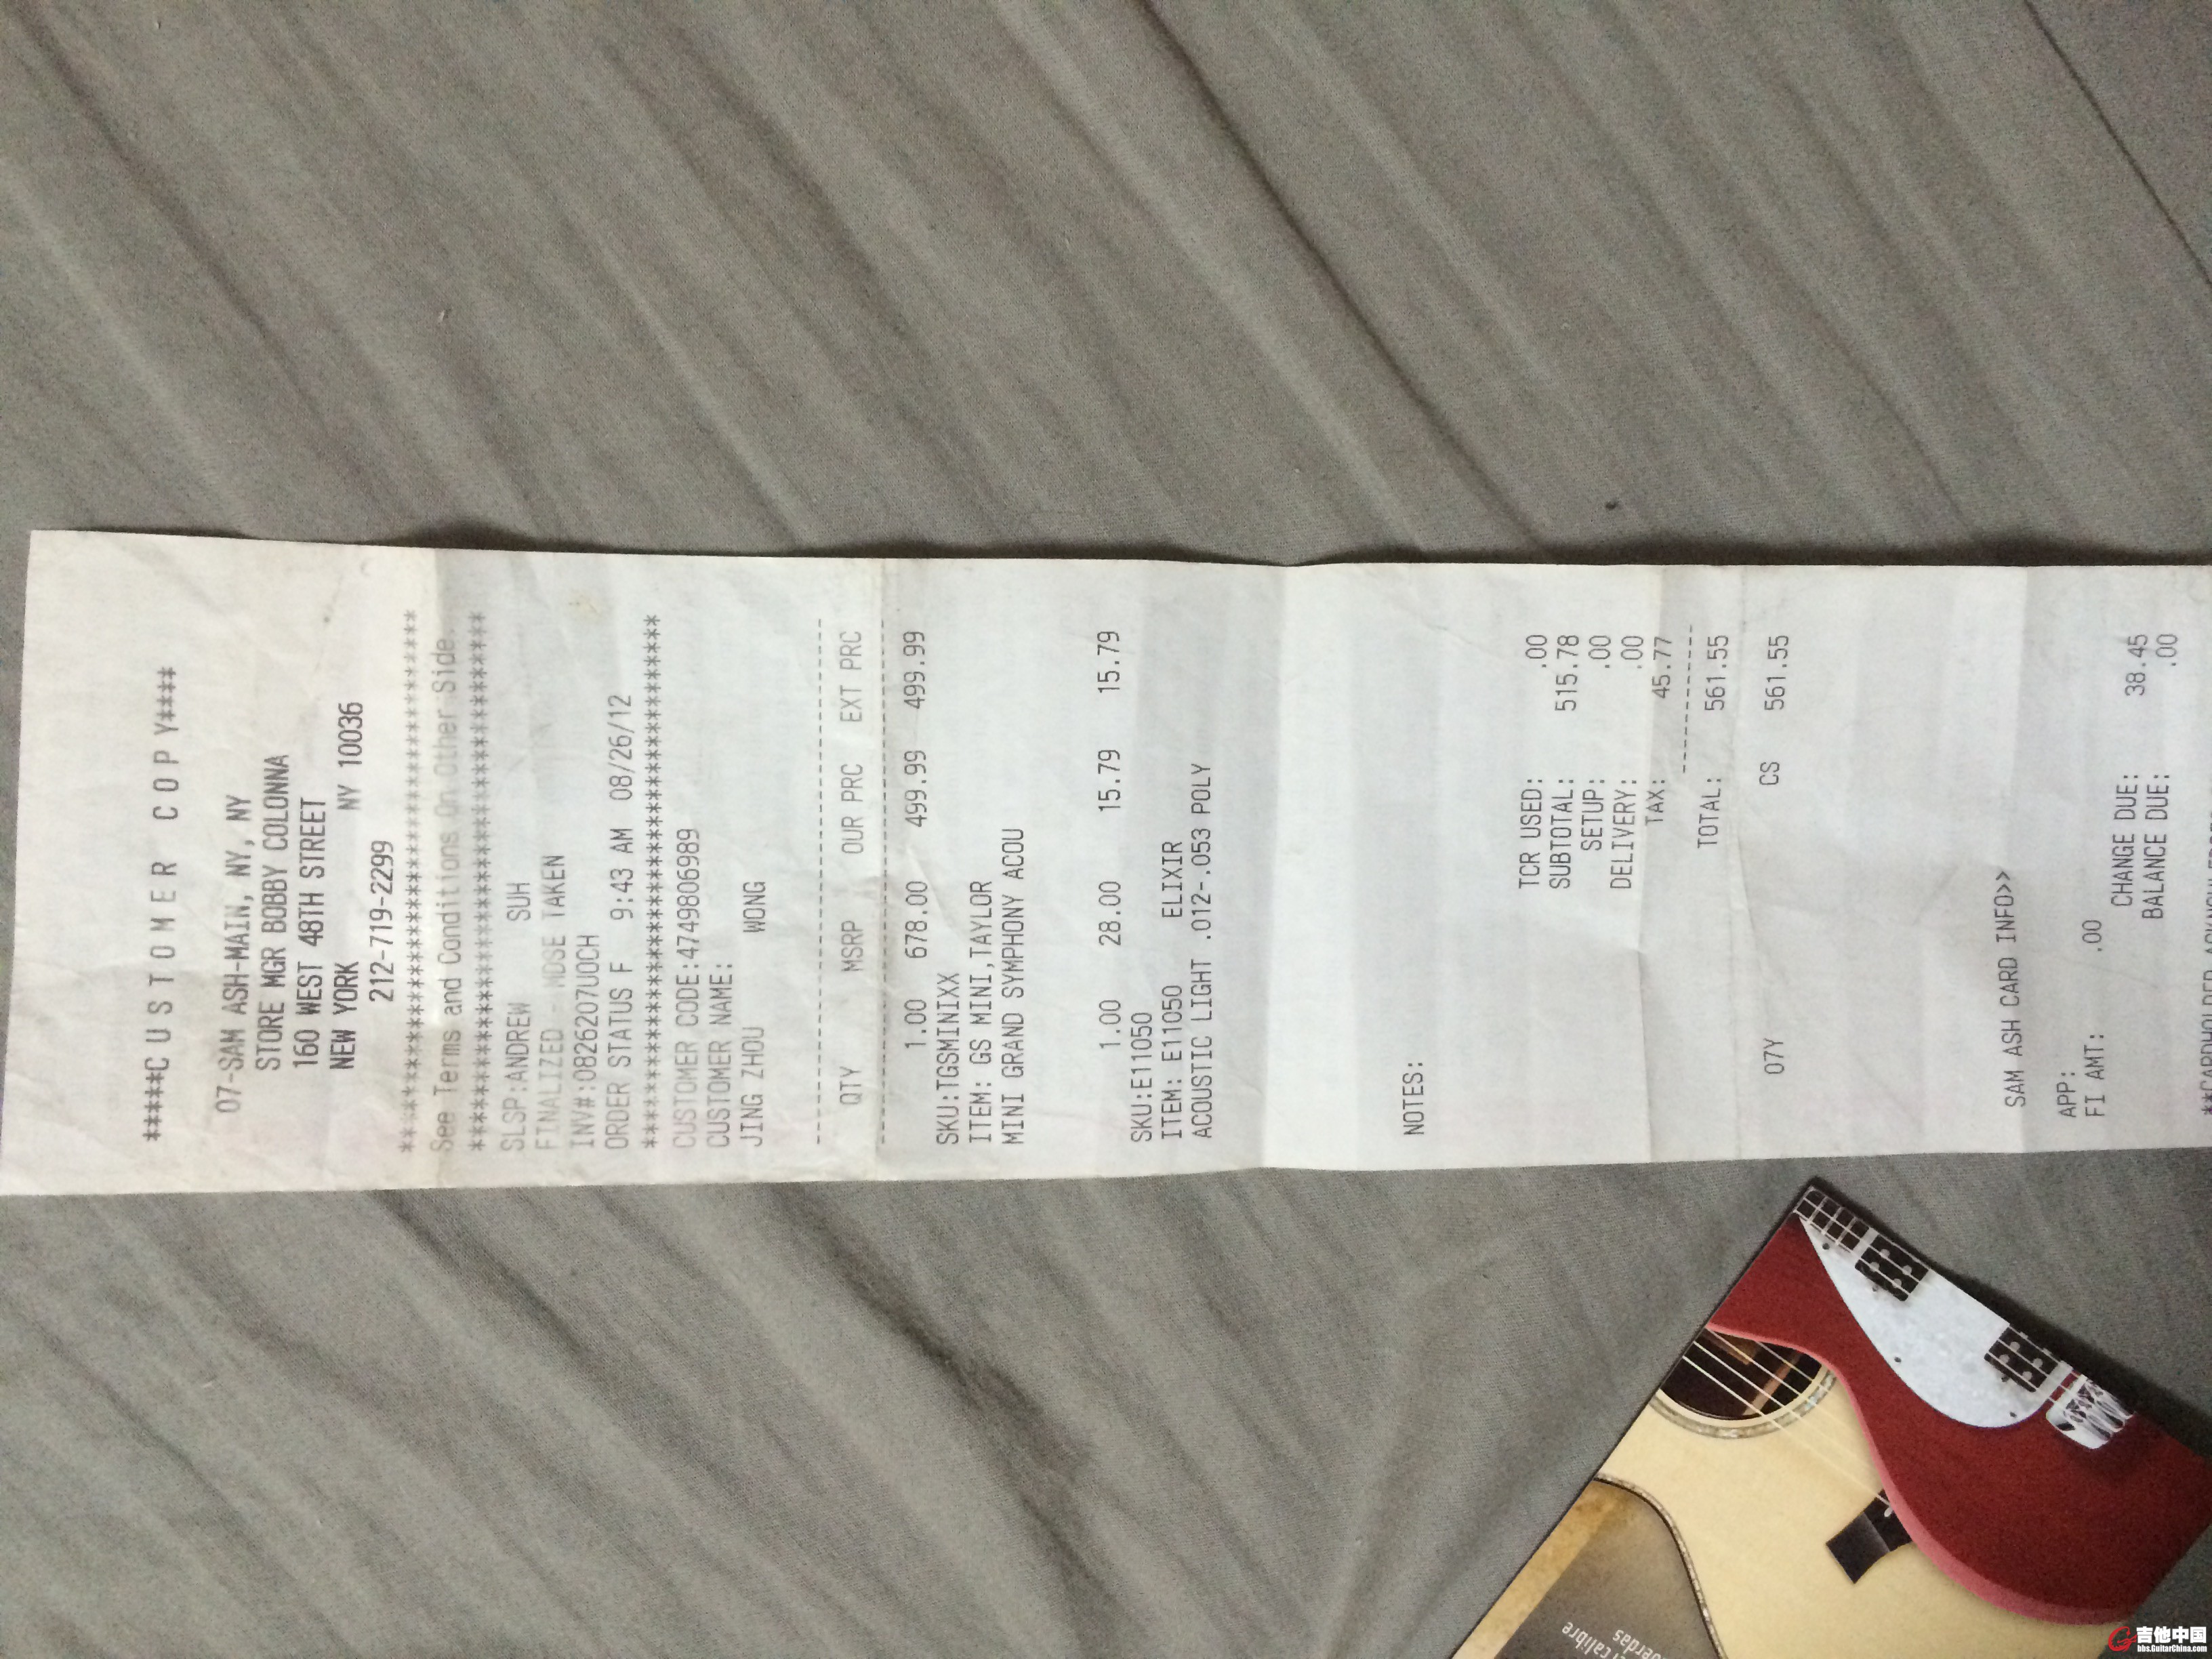 ****C U S T O M E R   C O P Y****
07-SAM ASH-MAIN, NY, NY
STORE MGR BOBBY COLONNA
160 WEST 48TH STREET
NEW YORK NY 10036
212-719-2299
See Terms and Conditions On Other Side.
SLSP:ANDREW SUH
FINALIZED - MDSE TAKEN
INV#:0826207UOCH
ORDER STATUS F 9:43 AM 08/26/12
CUSTOMER CODE:4749806989
CUSTOMER NAME:
JING ZHOU WONG
QTY MSRP OUR PRC EXT PRC
1.00 678.00 499.99 499.99
SKU:TGSMINIXX
ITEM: GS MINI,TAYLOR
MINI GRAND SYMPHONY ACOU
1.00 28.00 15.79 15.79
SKU:E11050
ITEM: E11050 ELIXIR
ACOUSTIC LIGHT .012-.053 POLY
NOTES:
TCR USED: .00
SUBTOTAL: 515.78
SETUP: .00
DELIVERY: .00
TAX: 45.77
TOTAL: 561.55
07Y CS 561.55
SAM ASH CARD INFO>>
APP:
FI AMT: .00
CHANGE DUE: 38.45
BALANCE DUE: .00
calibre
吉他中国
bbs.GuitarChina.com